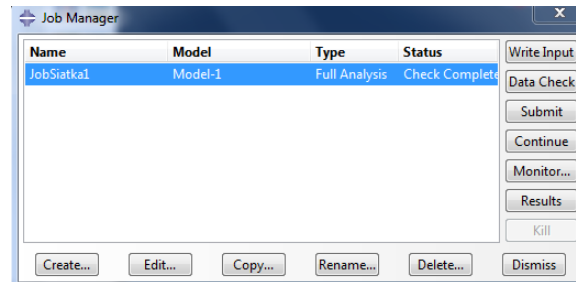 Job Manager
X
Name Model Type Status Write Input
JobSiatka1 Model-1 Full Analysis Check Complete
Data Check
Submit
Continue
Monitor...
Results
Kill
Create... Edit... Copy... Rename... Delete... Dismiss